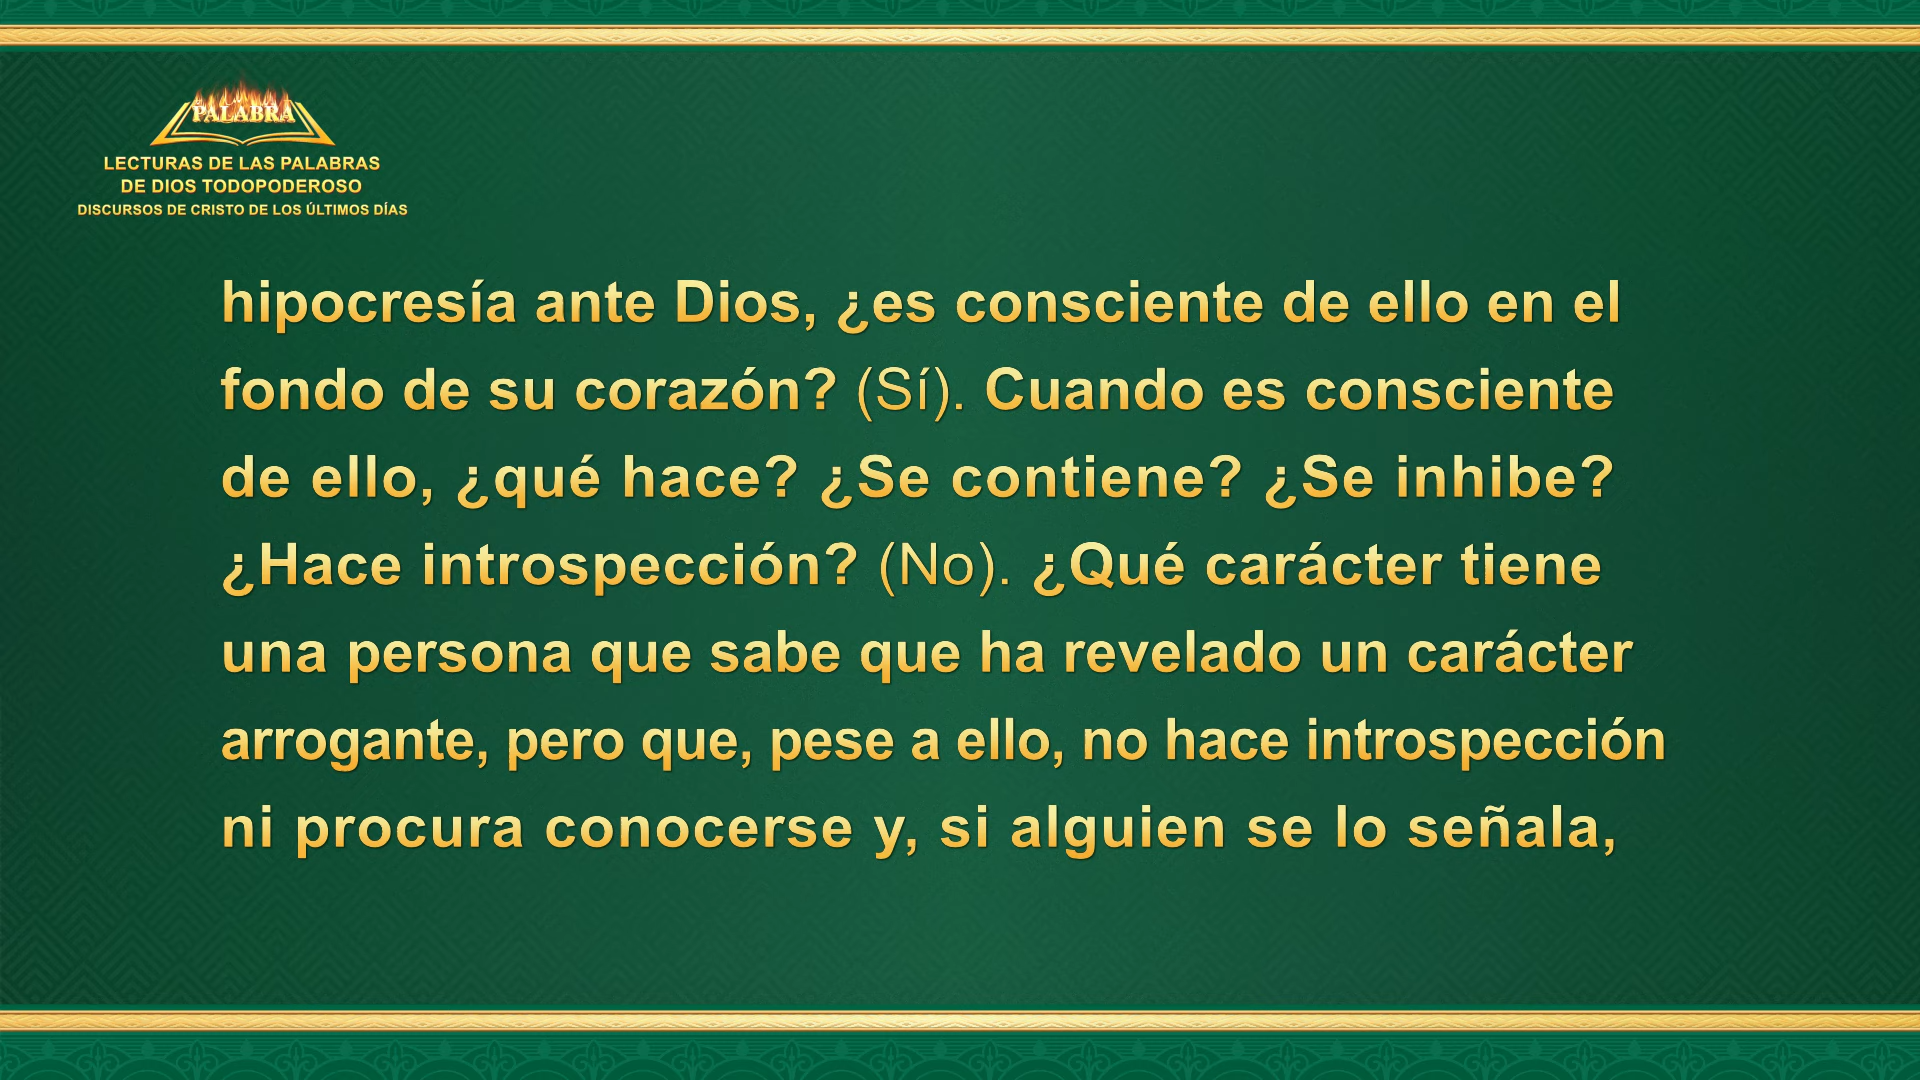 LA PALABRA
LECTURAS DE LAS PALABRAS
DE DIOS TODOPODEROSO
DISCURSOS DE CRISTO DE LOS ÚLTIMOS DÍAS
hipocresía ante Dios, ¿es consciente de ello en el
fondo de su corazón? (Sí). Cuando es consciente
de ello, ¿qué hace? ¿Se contiene? ¿Se inhibe?
¿Hace introspección? (No). ¿Qué carácter tiene
una persona que sabe que ha revelado un carácter
arrogante, pero que, pese a ello, no hace introspección
ni procura conocerse y, si alguien se lo señala,